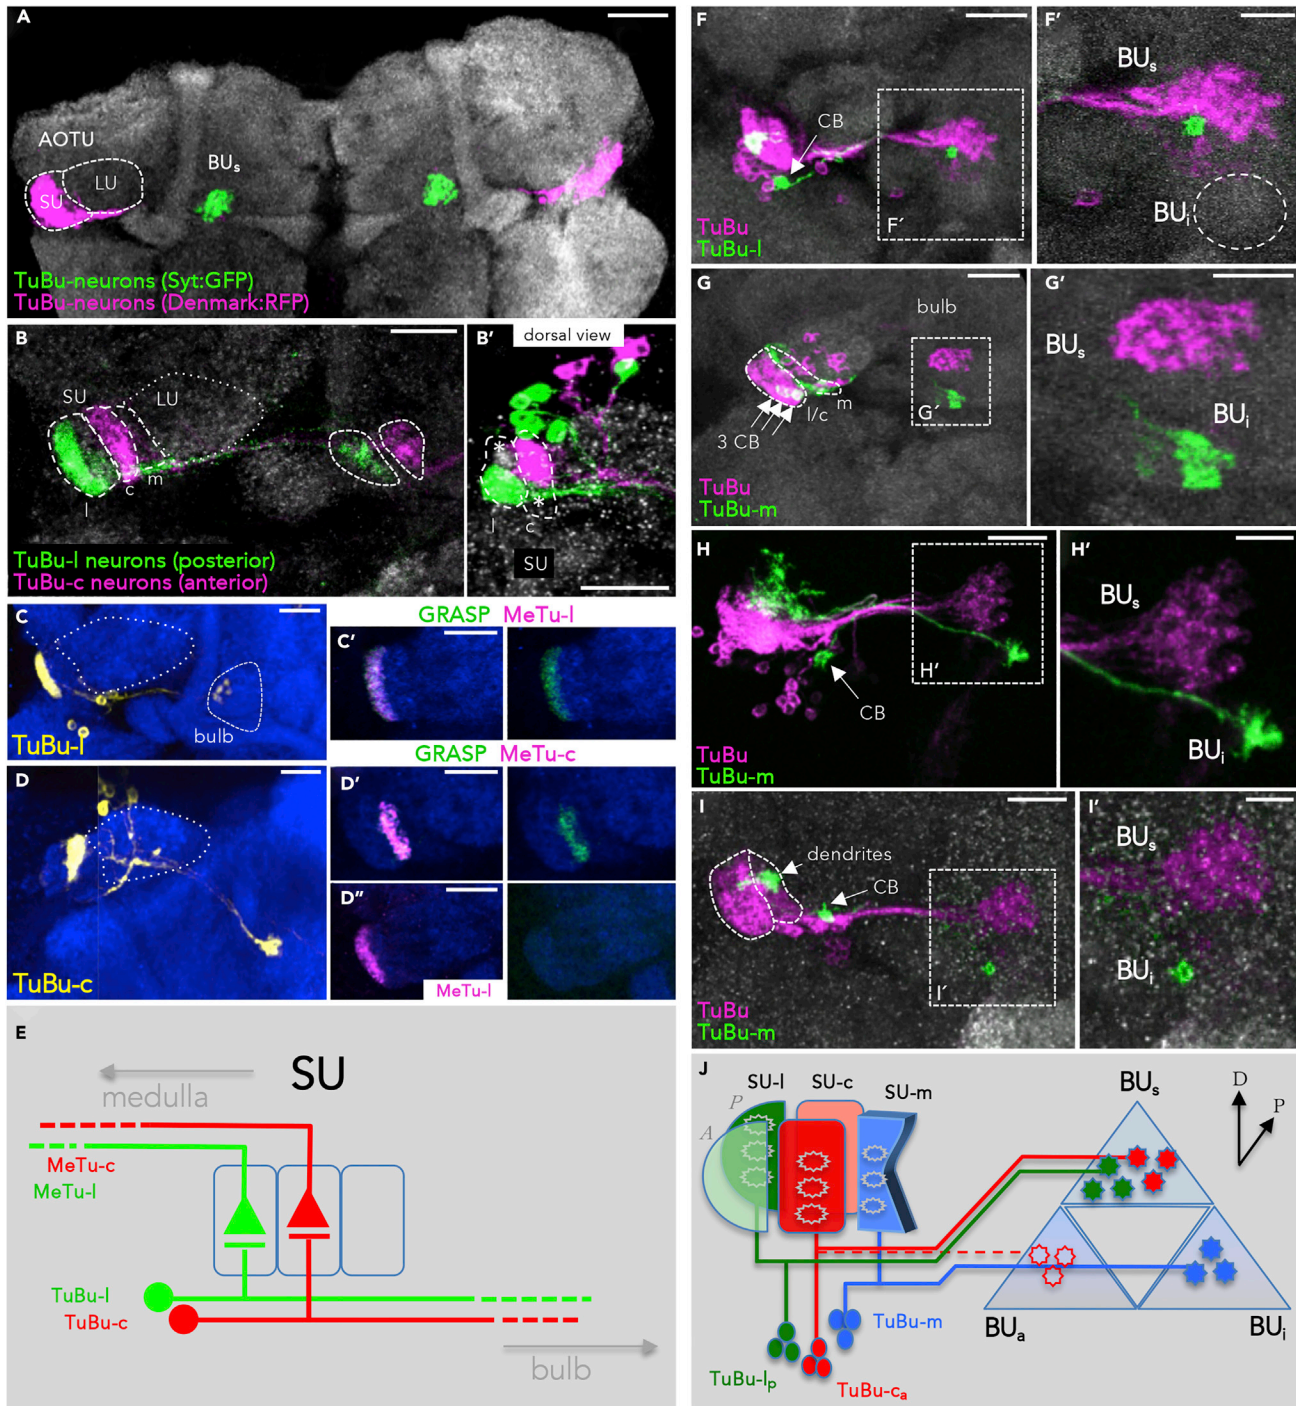 A
AOTU
LU
SU
BUs
TuBu-neurons (Syt:GFP)
TuBu-neurons (Denmark:RFP)
B
SU
LU
c
m
l
TuBu-l neurons (posterior)
TuBu-c neurons (anterior)
B'
dorsal view
*
*
l
c
SU
C
bulb
TuBu-l
GRASP MeTu-l
C'
D
TuBu-c
GRASP MeTu-c
D'
D''
MeTu-l
E
SU
medulla
MeTu-c
MeTu-l
TuBu-l
TuBu-c
bulb
F
CB
F'
TuBu
TuBu-l
F'
BUs
BUi
G
bulb
m
l/c
3 CB
G'
TuBu
TuBu-m
G'
BUs
BUi
H
H'
CB
TuBu
TuBu-m
H'
BUs
BUi
I
dendrites
CB
I'
TuBu
TuBu-m
I'
BUs
BUi
J
SU-l
SU-c
SU-m
P
A
BUs
D
P
BUa
BUi
TuBu-m
TuBu-lp
TuBu-ca